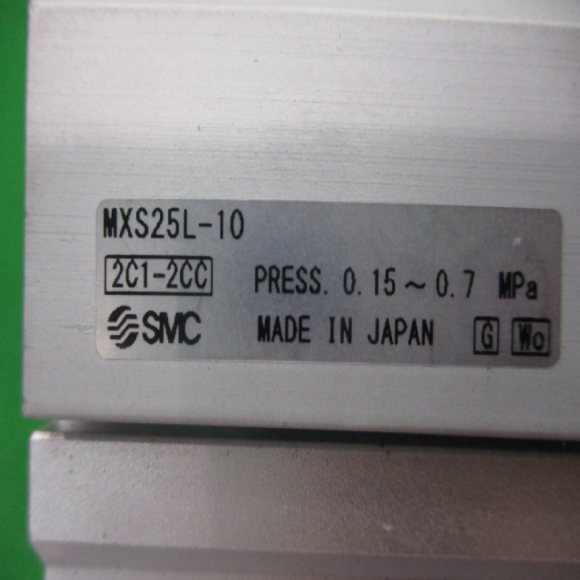 MXS25L-10
2C1-2CC PRESS. 0.15~0.7 MPa
SMC MADE IN JAPAN G Wo